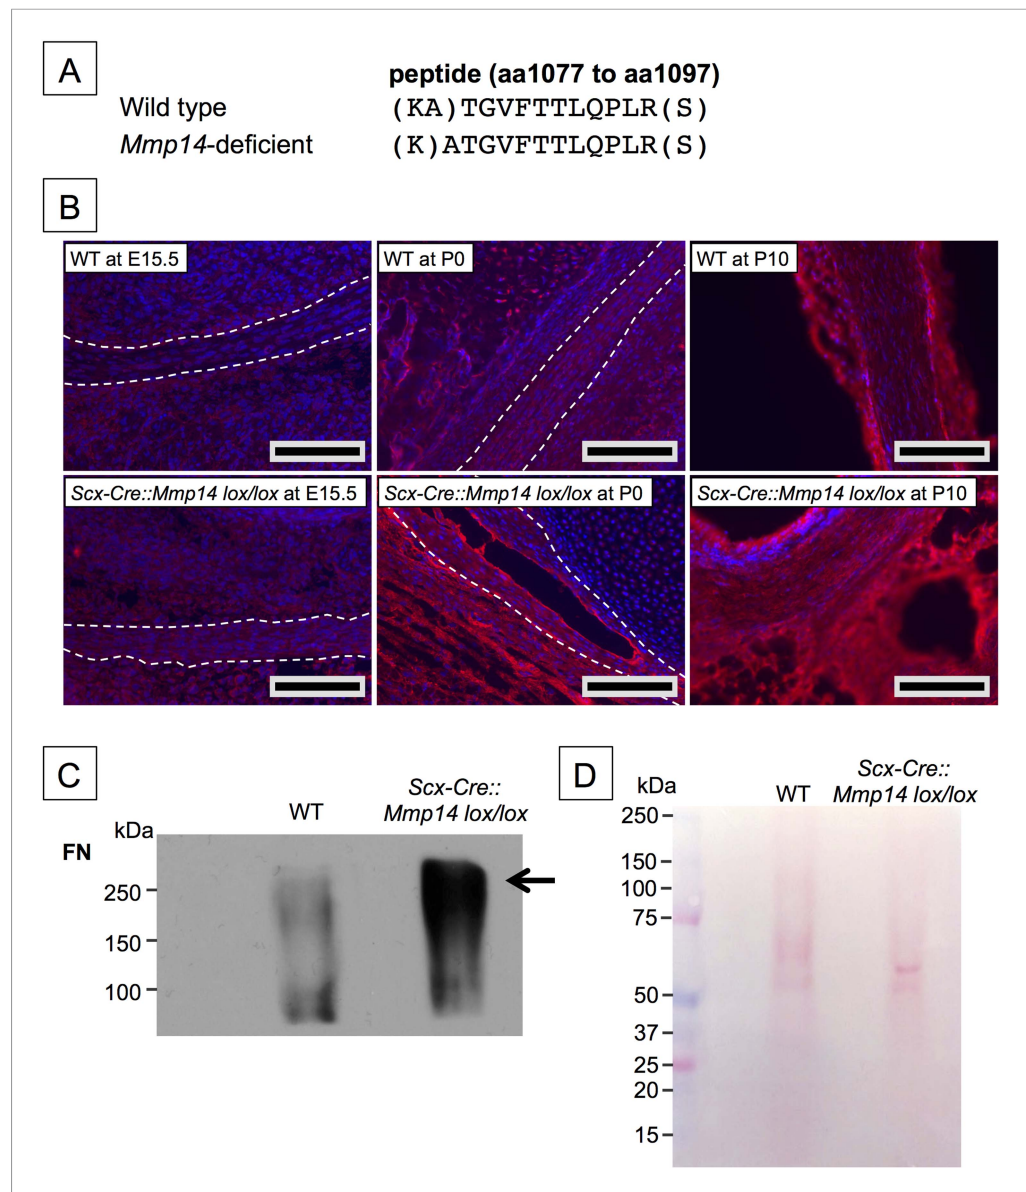 A
peptide (aa1077 to aa1097)
Wild type (KA)TGVFTTLQPLR(S)
Mmp14-deficient (K)ATGVFTTLQPLR(S)
B
WT at E15.5
WT at P0
WT at P10
Scx-Cre::Mmp14 lox/lox at E15.5
Scx-Cre::Mmp14 lox/lox at P0
Scx-Cre::Mmp14 lox/lox at P10
C
WT
Scx-Cre::
Mmp14 lox/lox
kDa
FN
250
150
100
D
kDa
WT
Scx-Cre::
Mmp14 lox/lox
250
150
100
75
50
37
25
20
15